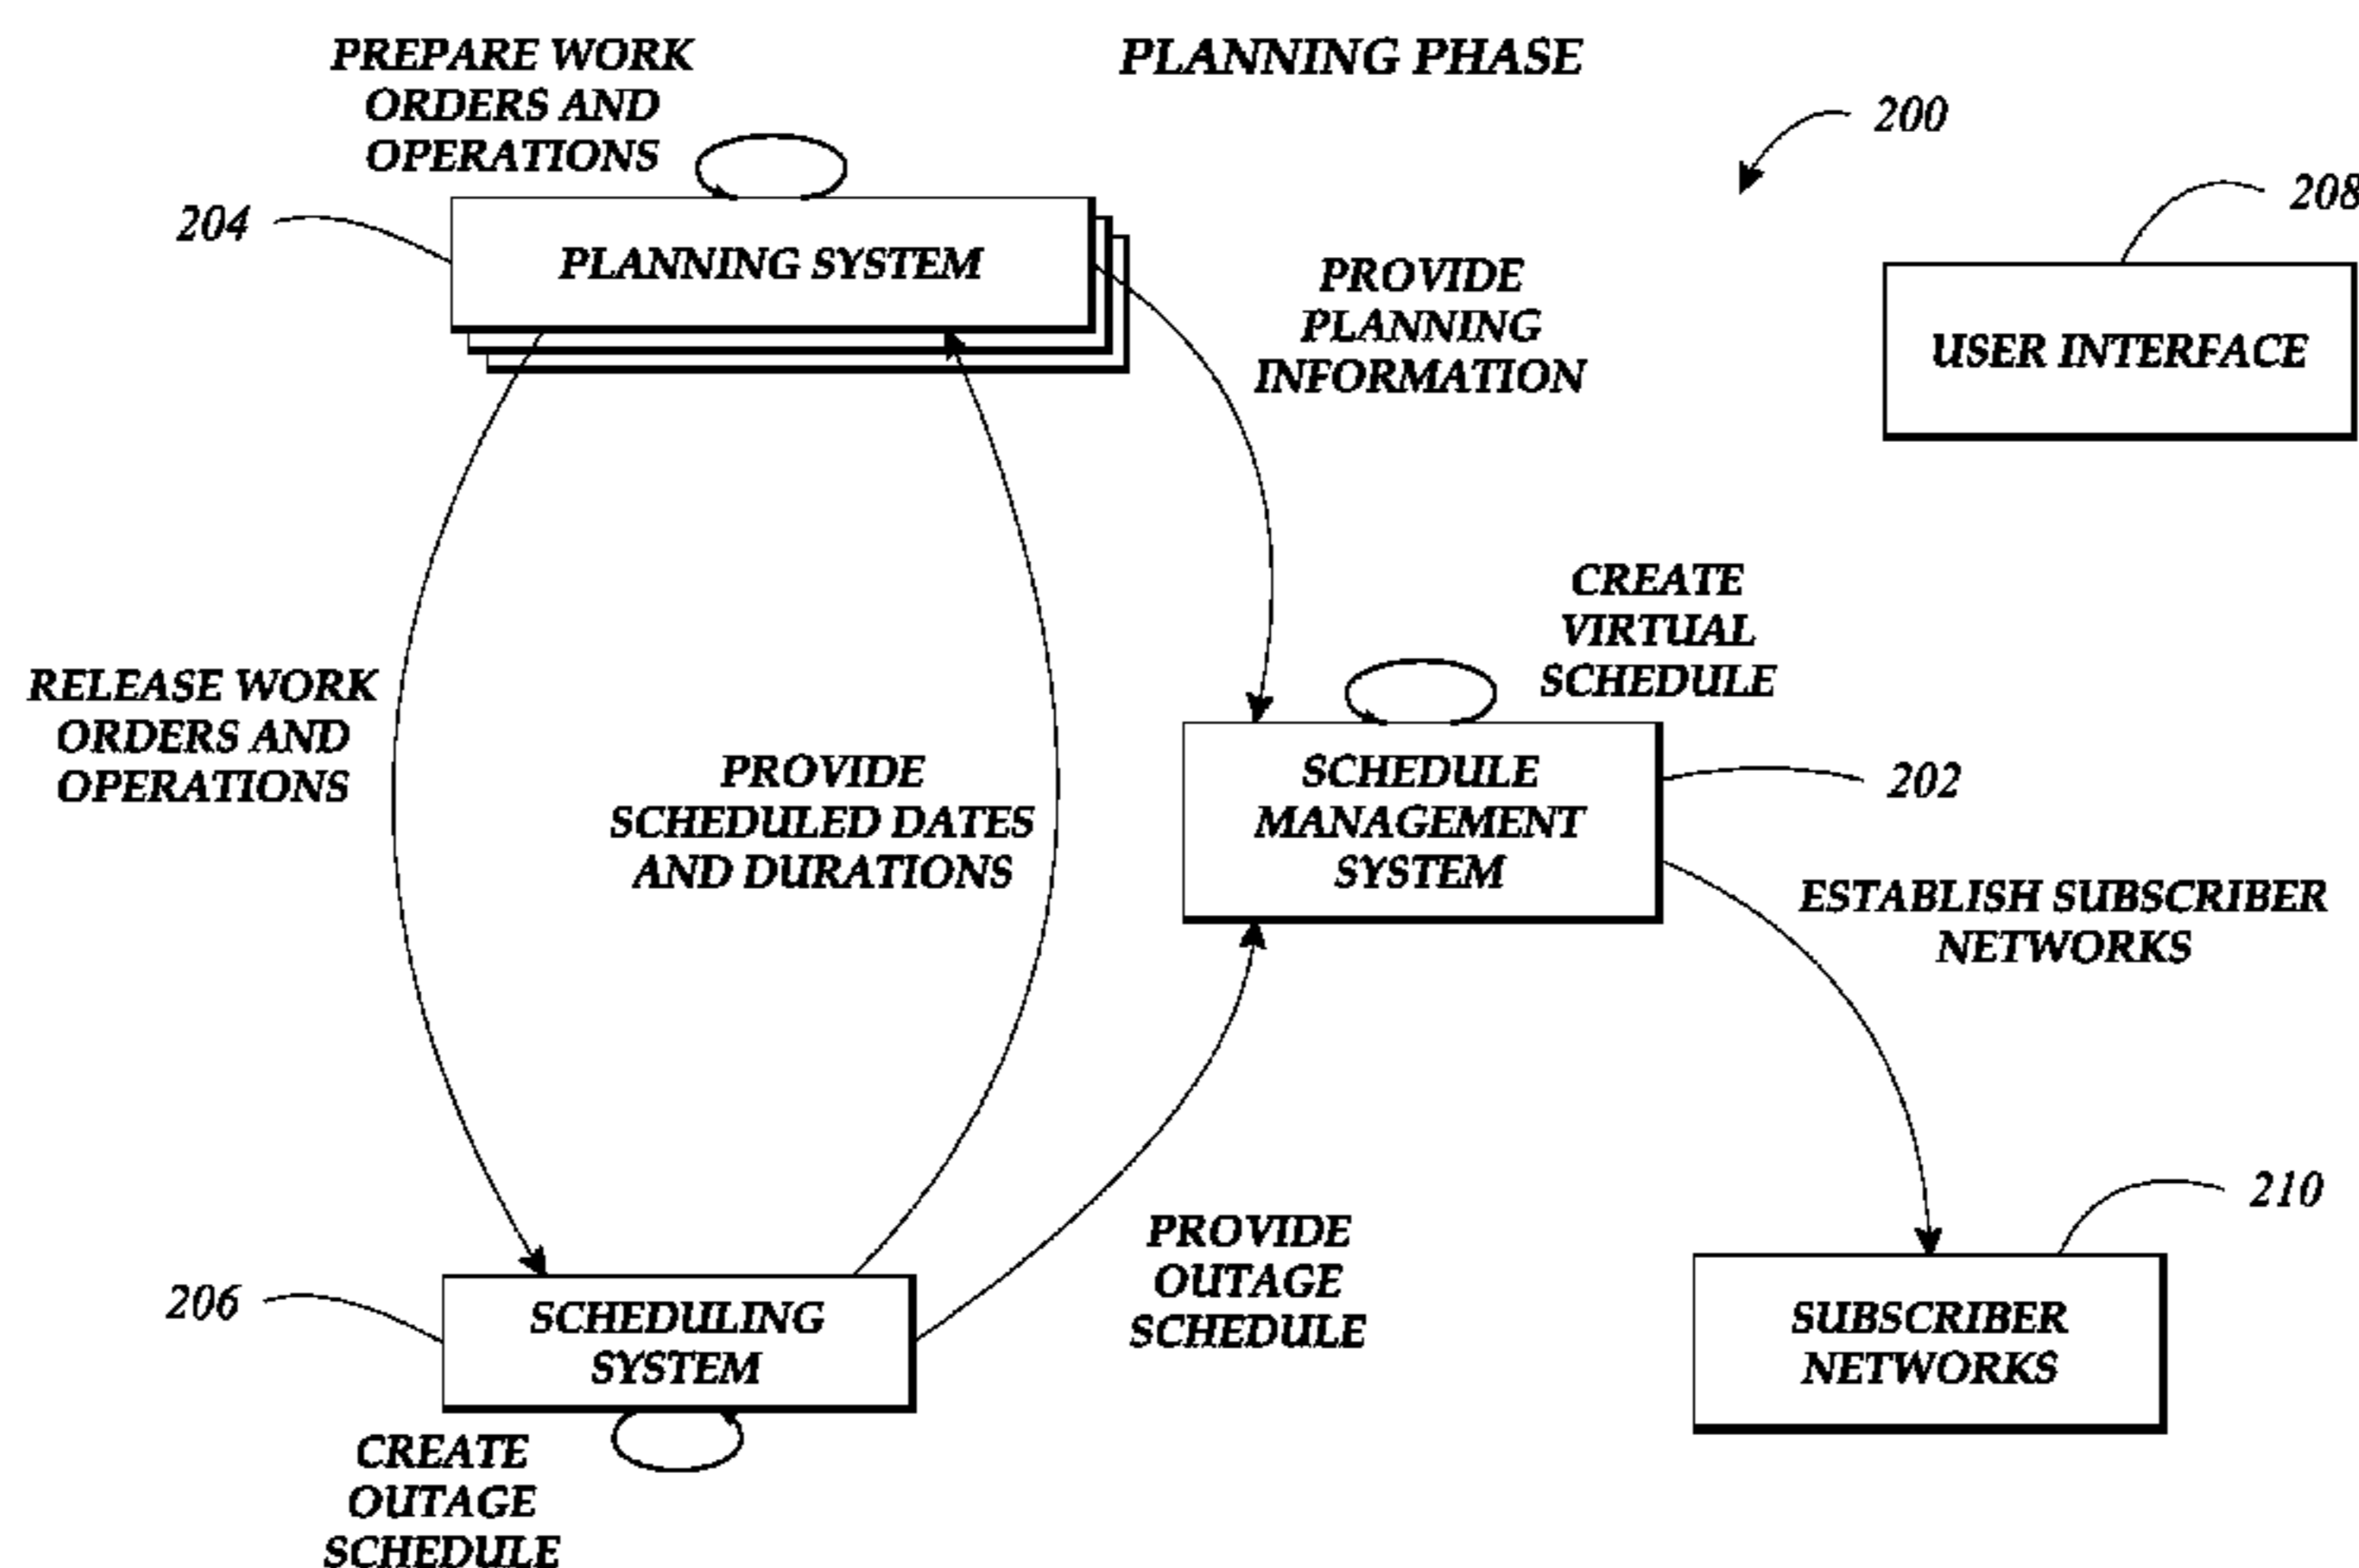 PREPARE WORK
ORDERS AND
OPERATIONS
PLANNING PHASE
200
208
204
PLANNING SYSTEM
PROVIDE
PLANNING
INFORMATION
USER INTERFACE
CREATE
VIRTUAL
SCHEDULE
RELEASE WORK
ORDERS AND
OPERATIONS
PROVIDE
SCHEDULED DATES
AND DURATIONS
SCHEDULE
MANAGEMENT
SYSTEM
202
ESTABLISH SUBSCRIBER
NETWORKS
210
206
SCHEDULING
SYSTEM
PROVIDE
OUTAGE
SCHEDULE
SUBSCRIBER
NETWORKS
CREATE
OUTAGE
SCHEDULE